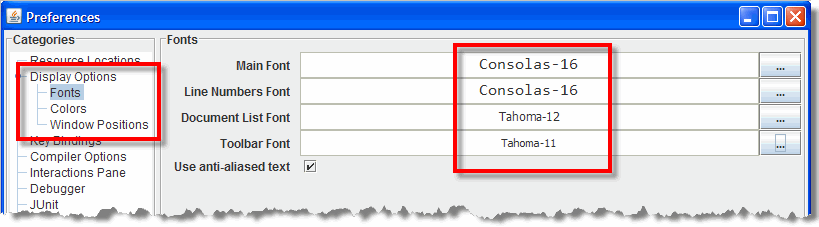 Preferences
Categories
Resource Locations
Display Options
Fonts
Colors
Window Positions
Key Bindings
Compiler Options
Interactions Pane
Debugger
JUnit
Fonts
Main Font Consolas-16 ...
Line Numbers Font Consolas-16 ...
Document List Font Tahoma-12 ...
Toolbar Font Tahoma-11 ...
Use anti-aliased text